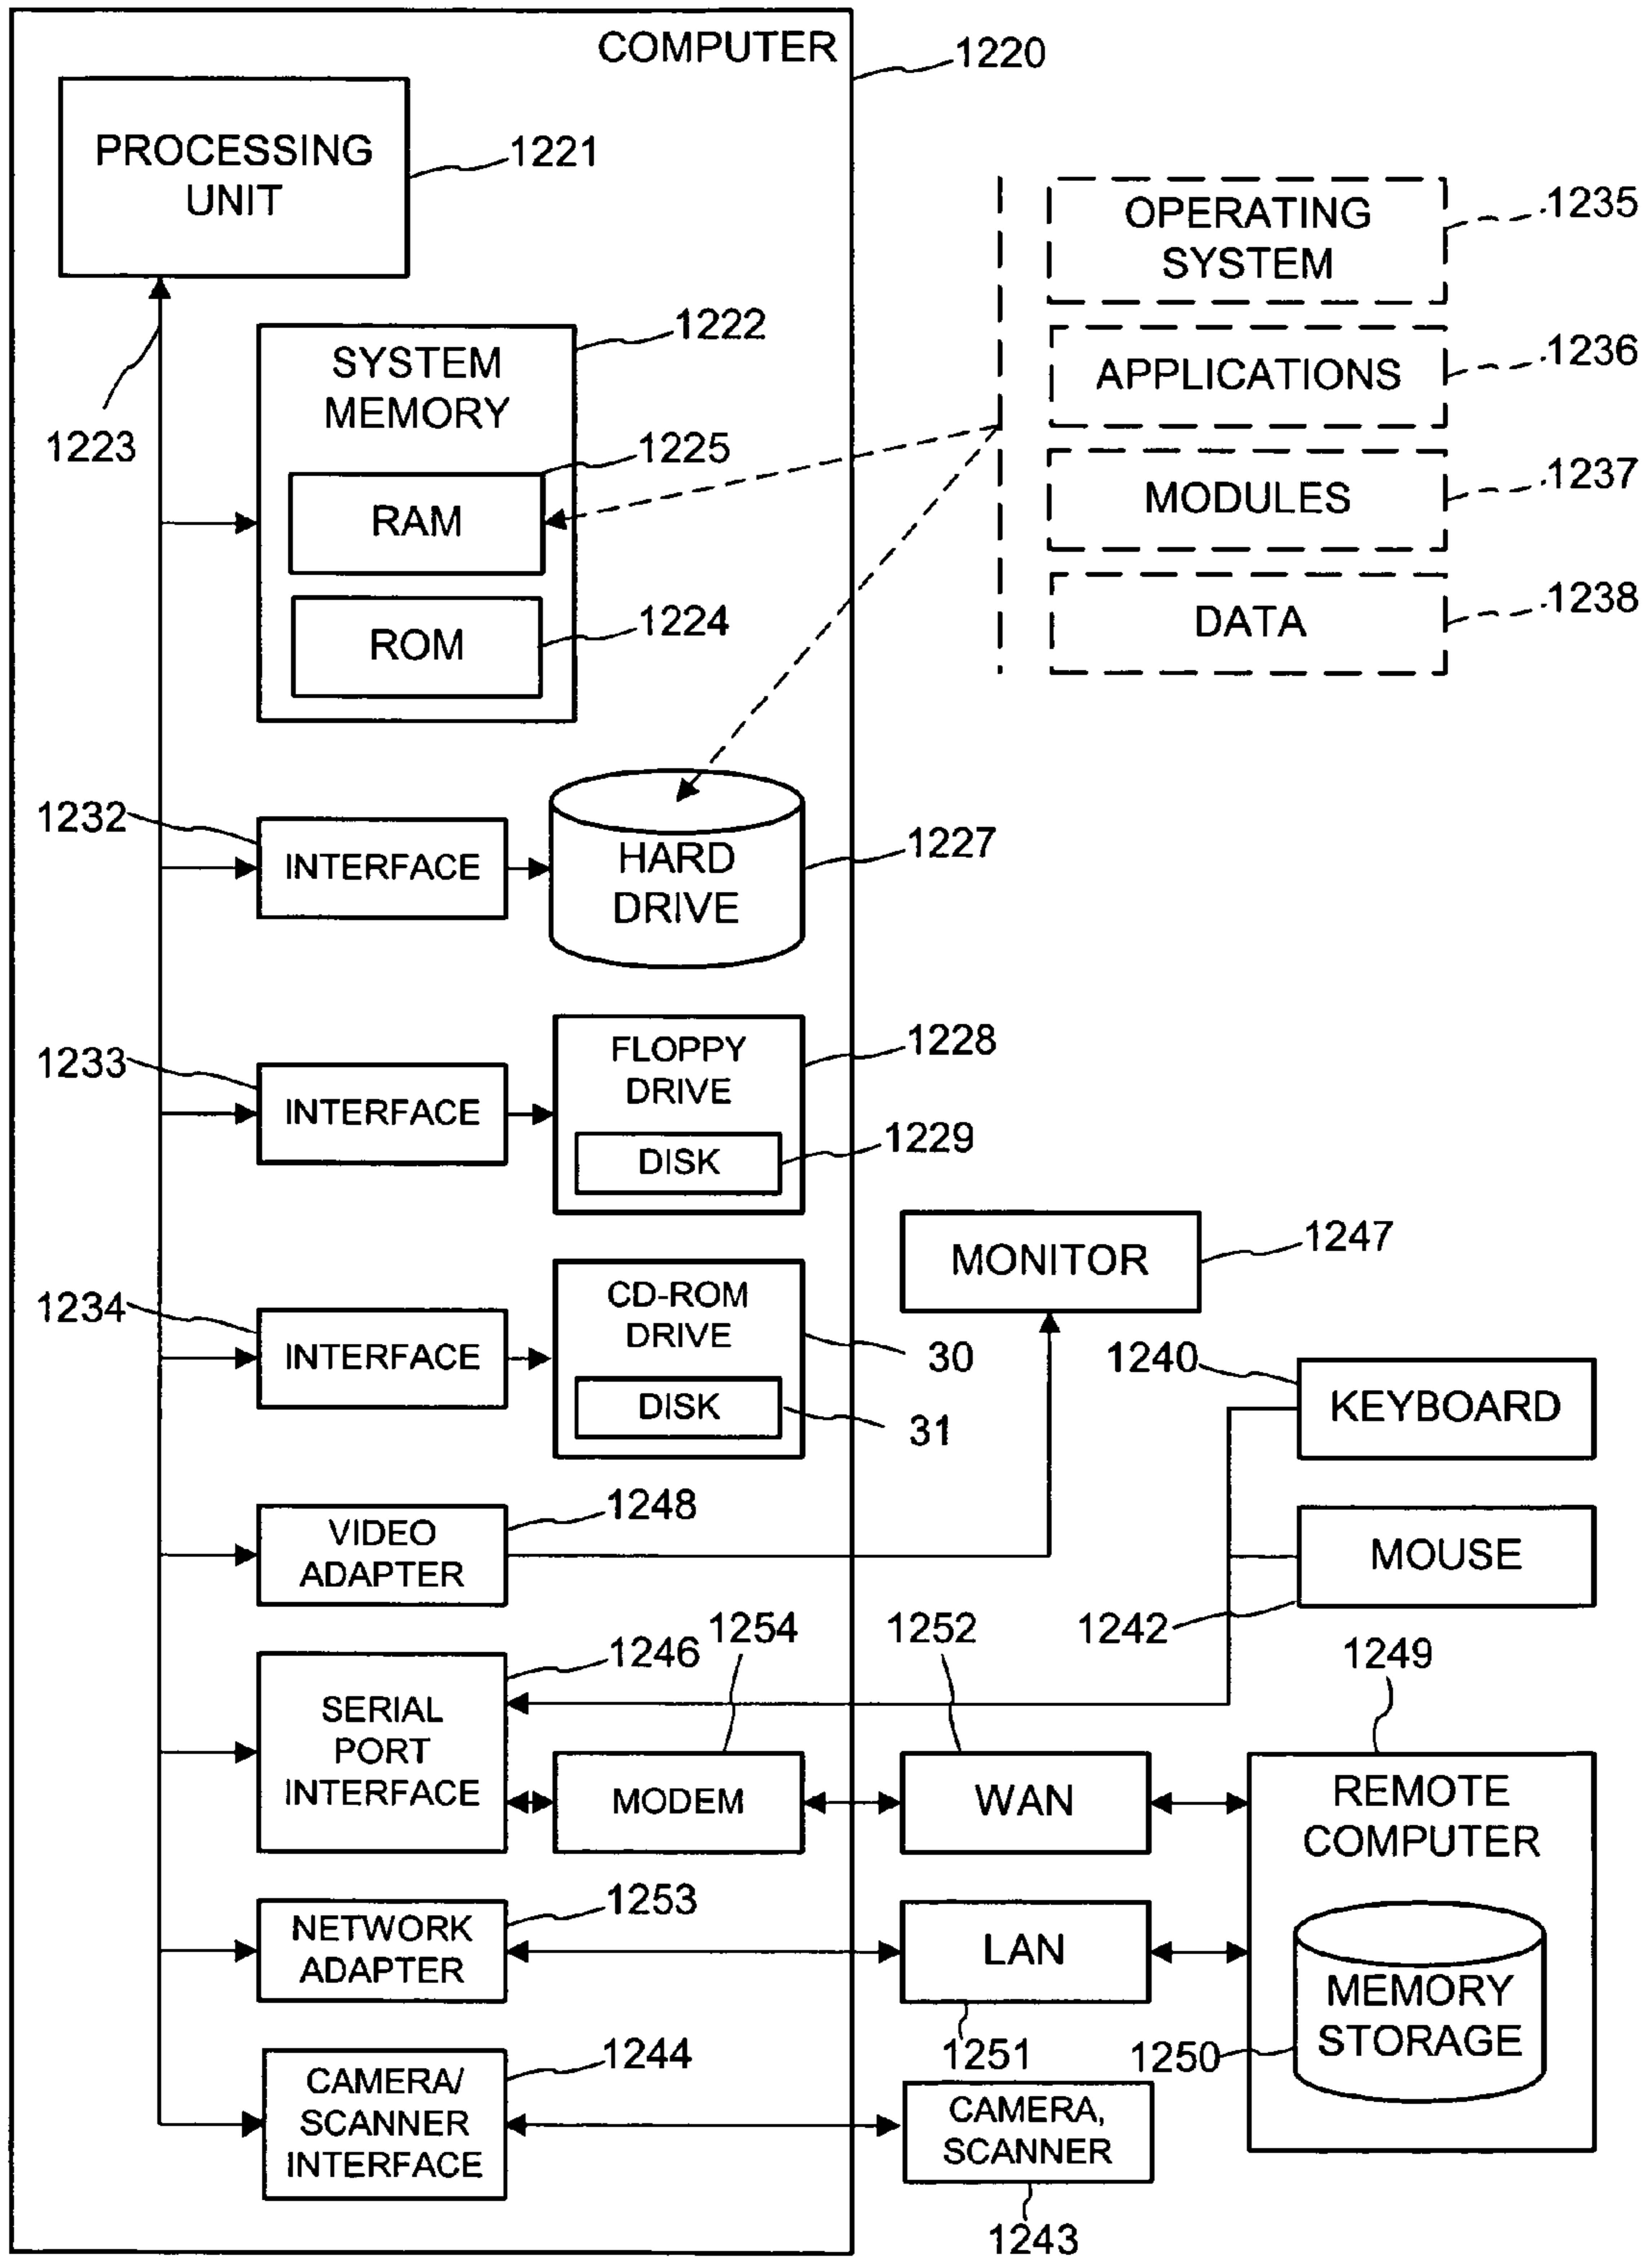 COMPUTER
1220
PROCESSING
UNIT
1221
1223
SYSTEM
MEMORY
1222
RAM
1225
ROM
1224
OPERATING
SYSTEM
1235
APPLICATIONS
1236
MODULES
1237
DATA
1238
1232
INTERFACE
HARD
DRIVE
1227
1233
INTERFACE
FLOPPY
DRIVE
1228
DISK
1229
1234
INTERFACE
CD-ROM
DRIVE
30
DISK
31
MONITOR
1247
1240
KEYBOARD
MOUSE
1242
VIDEO
ADAPTER
1248
SERIAL
PORT
INTERFACE
1246
MODEM
1254
WAN
1252
REMOTE
COMPUTER
1249
MEMORY
STORAGE
1250
NETWORK
ADAPTER
1253
LAN
1251
CAMERA/
SCANNER
INTERFACE
1244
CAMERA,
SCANNER
1243